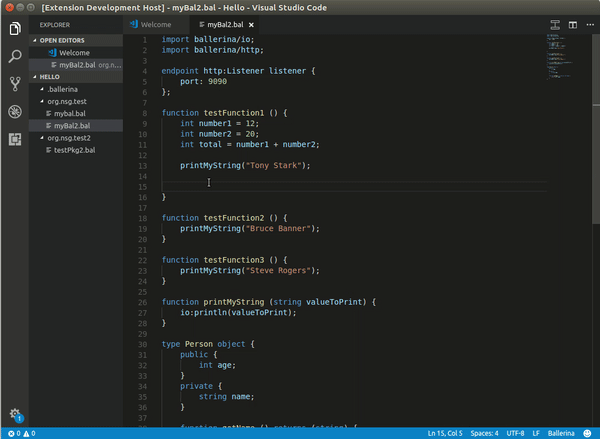 [Extension Development Host] - myBal2.bal - Hello - Visual Studio Code
EXPLORER
OPEN EDITORS
Welcome
myBal2.bal org.n...
HELLO
.ballerina
org.nsg.test
mybal.bal
myBal2.bal
org.nsg.test2
testPkg2.bal
Welcome
myBal2.bal
1 import ballerina/io;
2 import ballerina/http;
3
4 endpoint http:Listener listener {
5 port: 9090
6 };
7
8 function testFunction1 () {
9 int number1 = 12;
10 int number2 = 20;
11 int total = number1 + number2;
12
13 printMyString("Tony Stark");
14
15
16 }
17
18 function testFunction2 () {
19 printMyString("Bruce Banner");
20 }
21
22 function testFunction3 () {
23 printMyString("Steve Rogers");
24 }
25
26 function printMyString (string valueToPrint) {
27 io:println(valueToPrint);
28 }
29
30 type Person object {
31 public {
32 int age;
33 }
34 private {
35 string name;
36 }
37
1
0 0
Ln 15, Col 5
Spaces: 4
UTF-8
LF
Ballerina